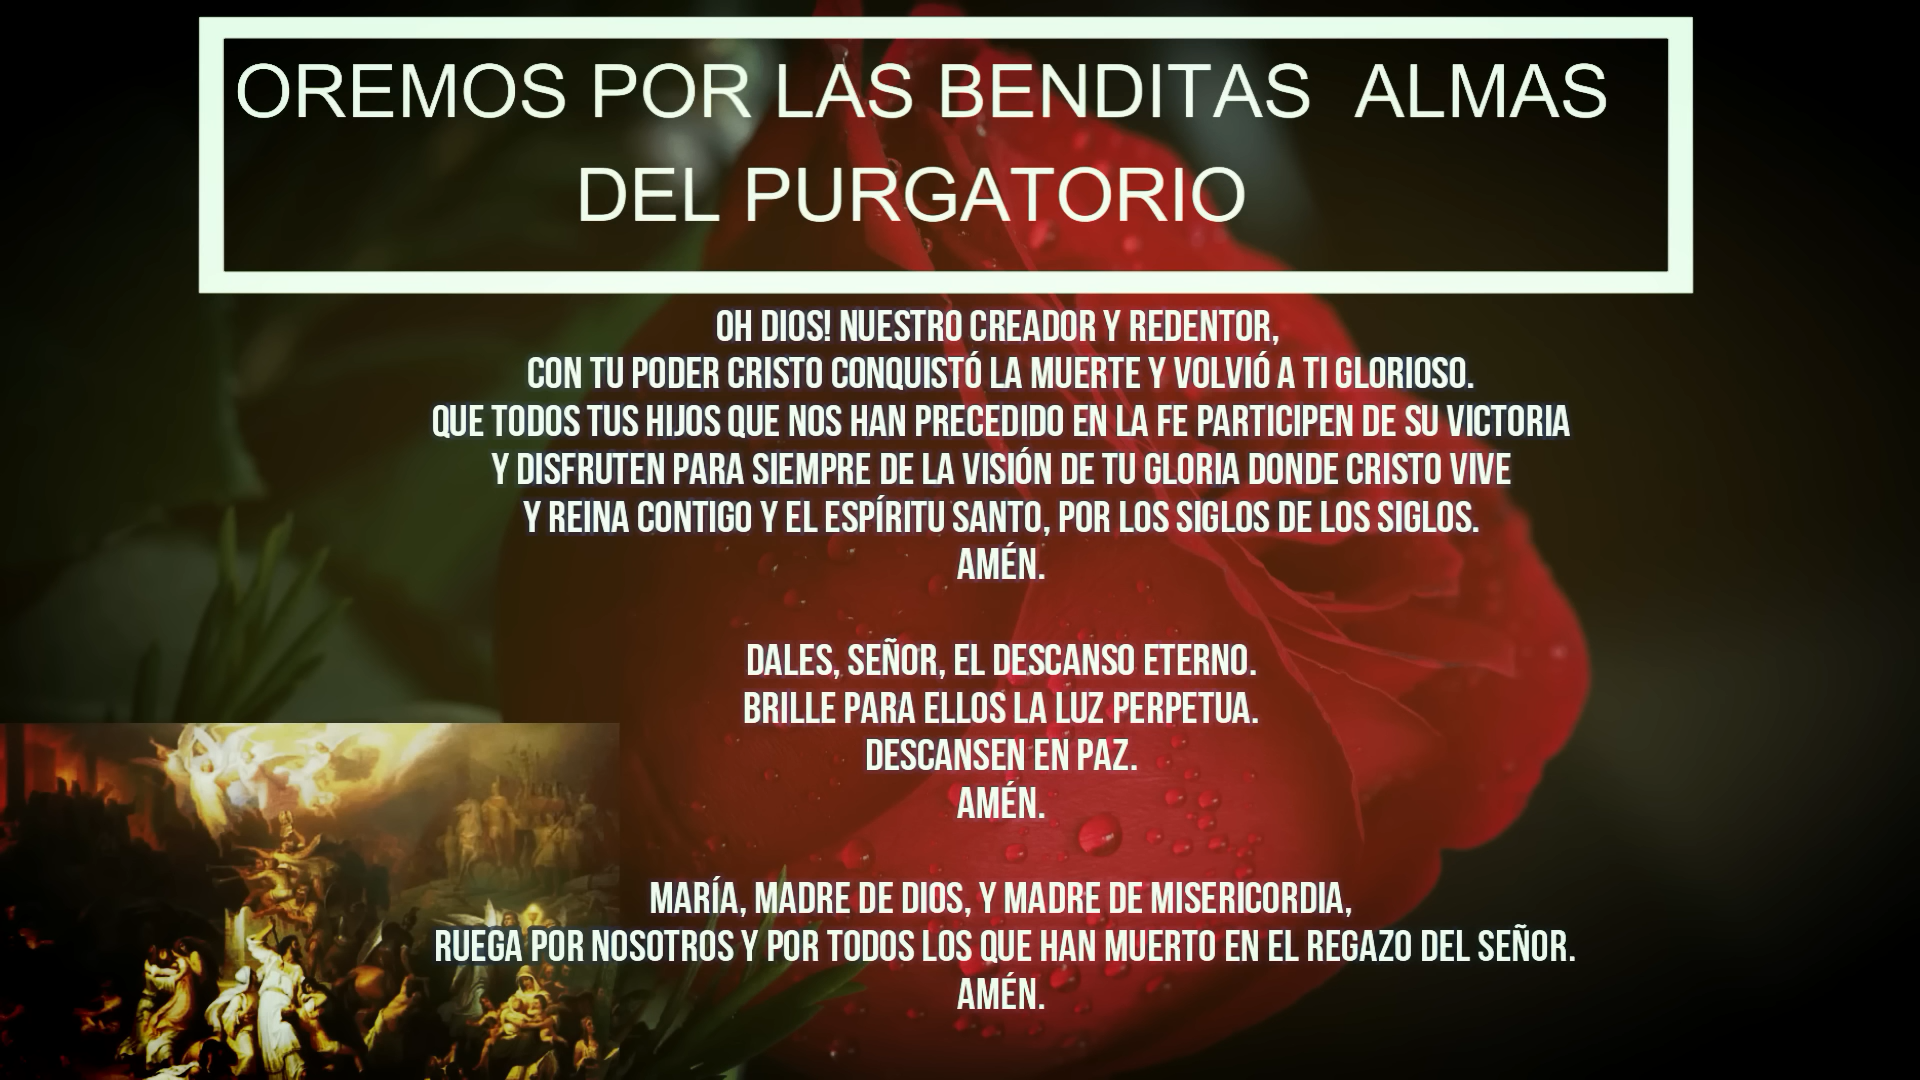 OREMOS POR LAS BENDITAS ALMAS
DEL PURGATORIO
OH DIOS! NUESTRO CREADOR Y REDENTOR,
CON TU PODER CRISTO CONQUISTÓ LA MUERTE Y VOLVIÓ A TI GLORIOSO.
QUE TODOS TUS HIJOS QUE NOS HAN PRECEDIDO EN LA FE PARTICIPEN DE SU VICTORIA
Y DISFRUTEN PARA SIEMPRE DE LA VISIÓN DE TU GLORIA DONDE CRISTO VIVE
Y REINA CONTIGO Y EL ESPÍRITU SANTO, POR LOS SIGLOS DE LOS SIGLOS.
AMÉN.
DALES, SEÑOR, EL DESCANSO ETERNO.
BRILLE PARA ELLOS LA LUZ PERPETUA.
DESCANSEN EN PAZ.
AMÉN.
MARÍA, MADRE DE DIOS, Y MADRE DE MISERICORDIA,
RUEGA POR NOSOTROS Y POR TODOS LOS QUE HAN MUERTO EN EL REGAZO DEL SEÑOR.
AMÉN.